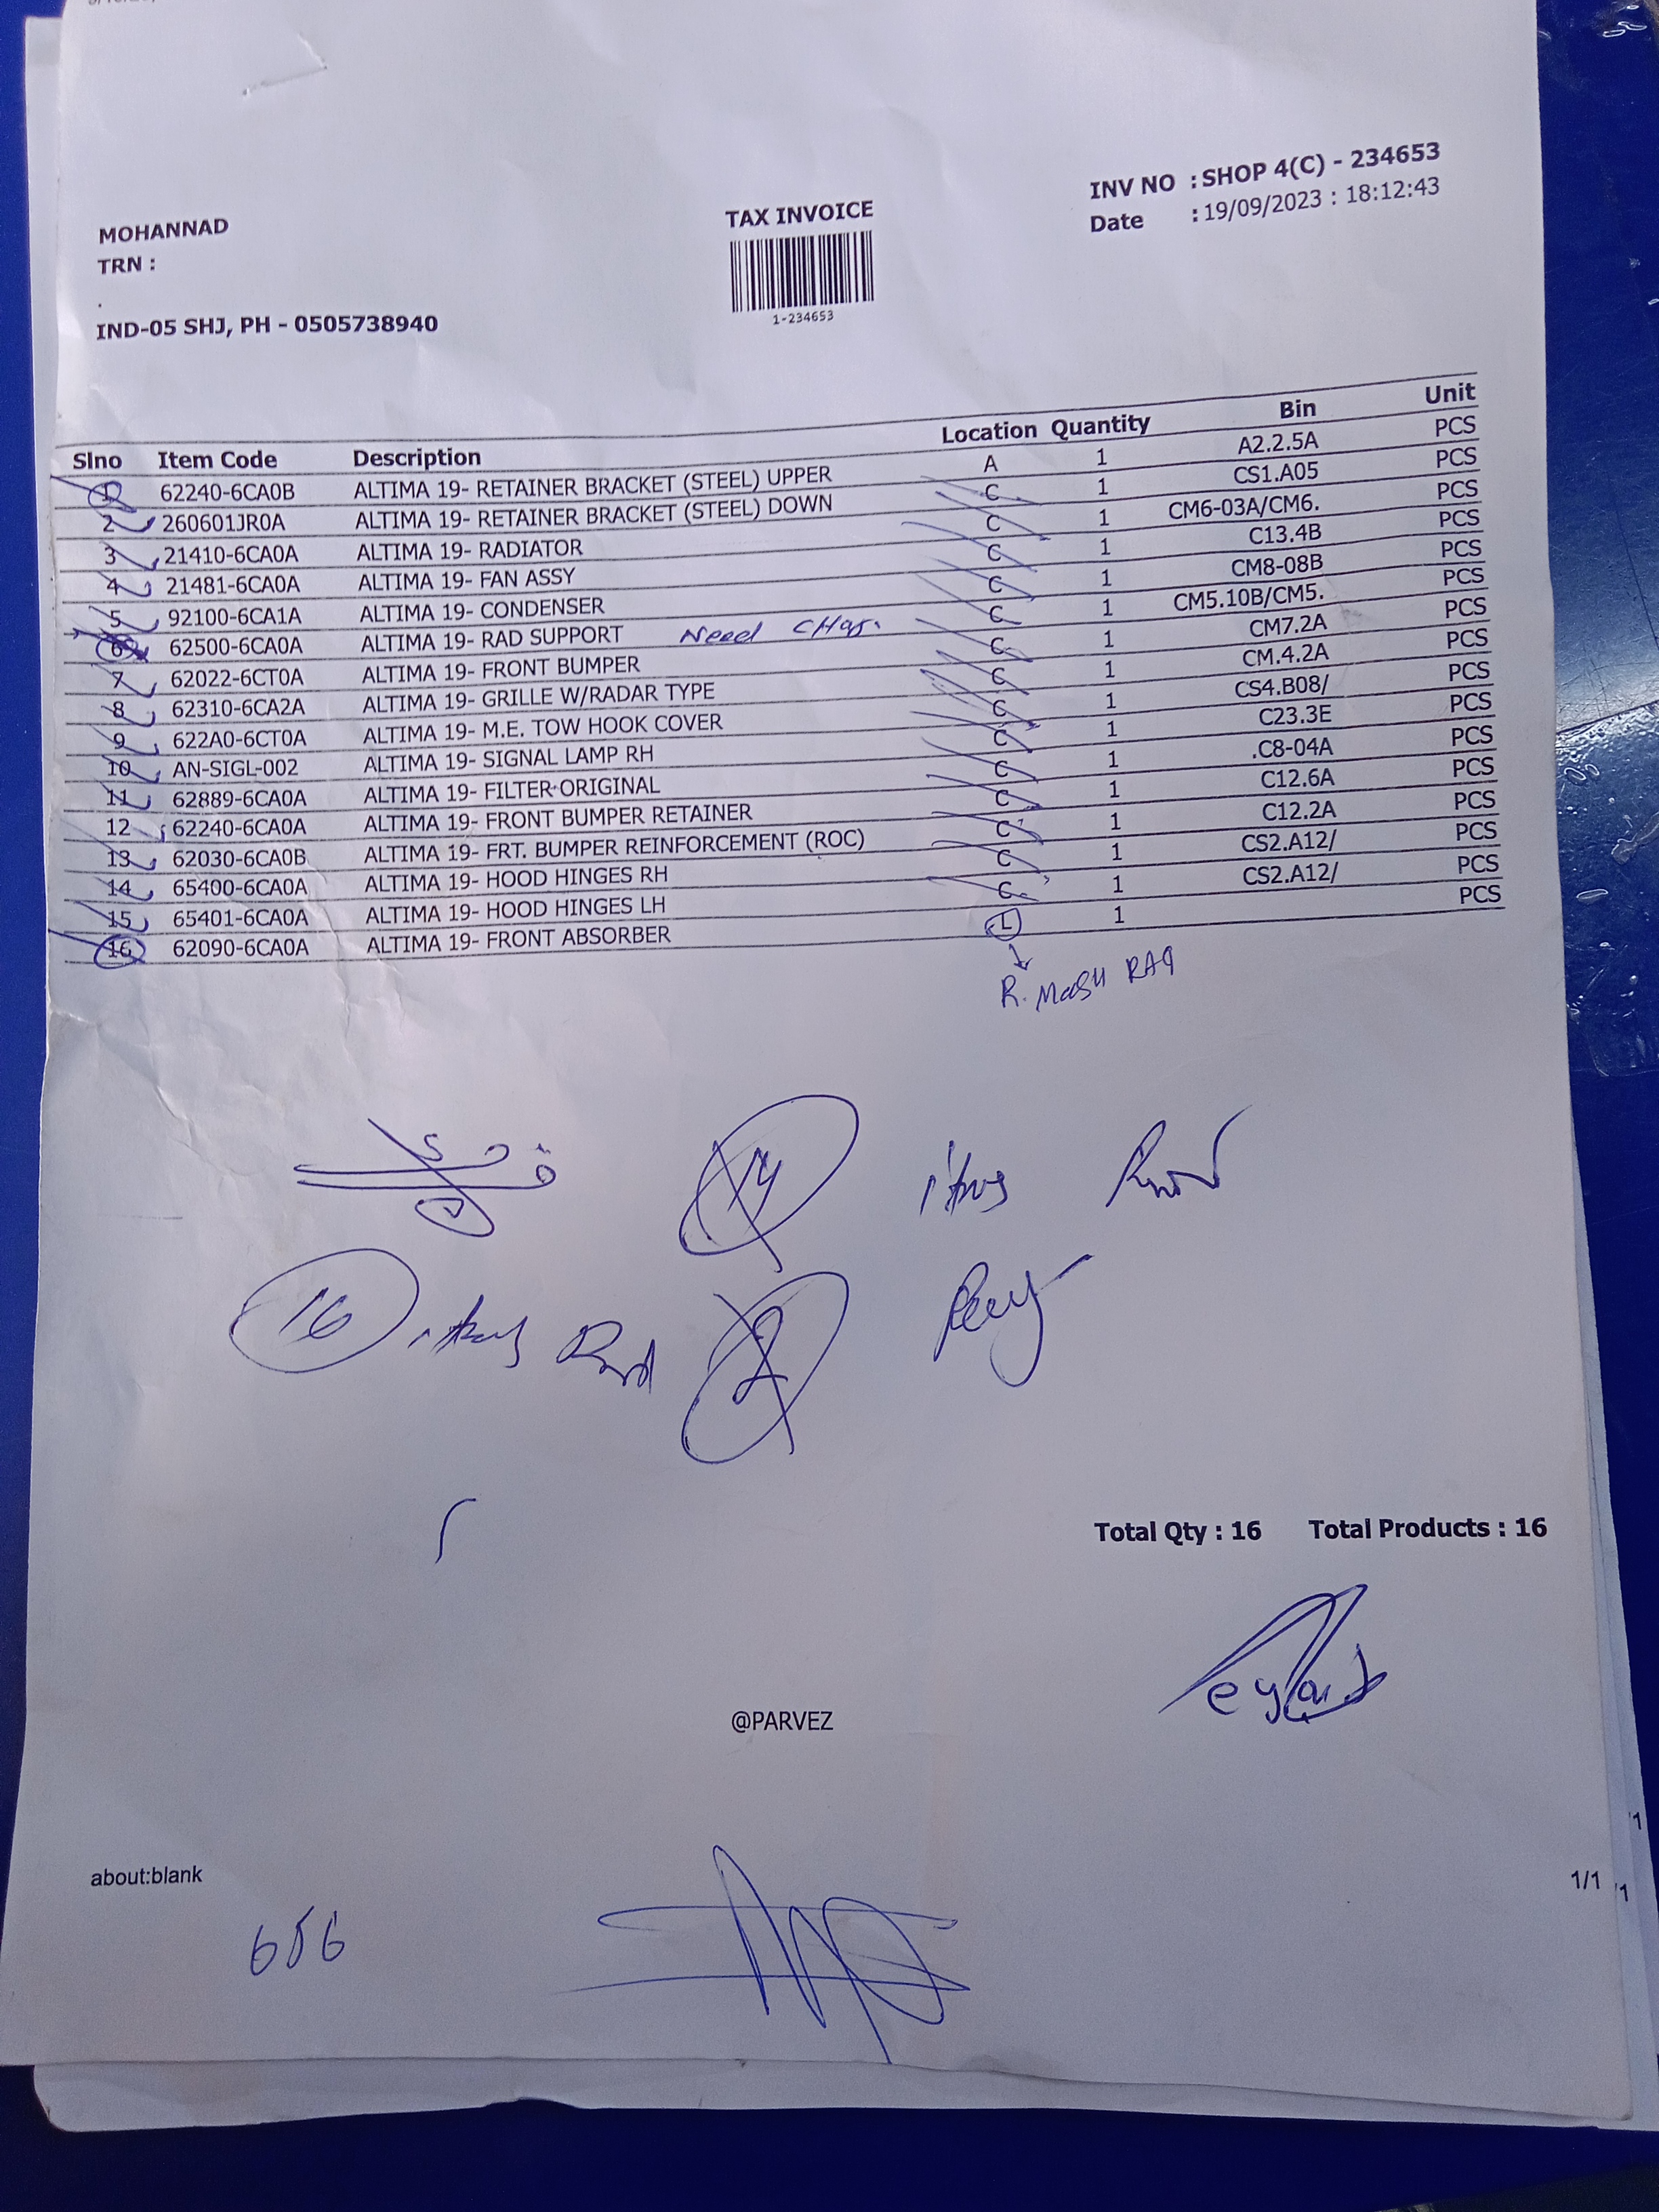 MOHANNAD
TRN :
.
IND-05 SHJ, PH - 0505738940
TAX INVOICE
1-234653
INV NO : SHOP 4(C) - 234653
Date : 19/09/2023 : 18:12:43
Slno Item Code Description Location Quantity Bin Unit
1 62240-6CA0B ALTIMA 19- RETAINER BRACKET (STEEL) UPPER A 1 A2.2.5A PCS
2 260601JR0A ALTIMA 19- RETAINER BRACKET (STEEL) DOWN C 1 CS1.A05 PCS
3 21410-6CA0A ALTIMA 19- RADIATOR C 1 CM6-03A/CM6. PCS
4 21481-6CA0A ALTIMA 19- FAN ASSY C 1 C13.4B PCS
5 92100-6CA1A ALTIMA 19- CONDENSER C 1 CM8-08B PCS
6 62500-6CA0A ALTIMA 19- RAD SUPPORT Need C 1 CM5.10B/CM5. PCS
7 62022-6CT0A ALTIMA 19- FRONT BUMPER C 1 CM7.2A PCS
8 62310-6CA2A ALTIMA 19- GRILLE W/RADAR TYPE C 1 CM.4.2A PCS
9 622A0-6CT0A ALTIMA 19- M.E. TOW HOOK COVER C 1 CS4.B08/ PCS
10 AN-SIGL-002 ALTIMA 19- SIGNAL LAMP RH C 1 C23.3E PCS
11 62889-6CA0A ALTIMA 19- FILTER-ORIGINAL C 1 .C8-04A PCS
12 62240-6CA0A ALTIMA 19- FRONT BUMPER RETAINER C 1 C12.6A PCS
13 62030-6CA0B ALTIMA 19- FRT. BUMPER REINFORCEMENT (ROC) C 1 C12.2A PCS
14 65400-6CA0A ALTIMA 19- HOOD HINGES RH C 1 CS2.A12/ PCS
15 65401-6CA0A ALTIMA 19- HOOD HINGES LH C 1 CS2.A12/ PCS
16 62090-6CA0A ALTIMA 19- FRONT ABSORBER L 1 PCS
14
16
2
Total Qty : 16 Total Products : 16
@PARVEZ
about:blank 1/1
656